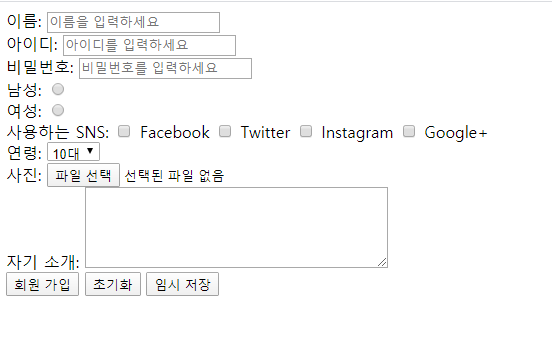 이름: 이름을 입력하세요
아이디: 아이디를 입력하세요
비밀번호: 비밀번호를 입력하세요
남성:
여성:
사용하는 SNS: Facebook Twitter Instagram Google+
연령: 10대
사진: 파일 선택 선택된 파일 없음
자기 소개:
회원 가입 초기화 임시 저장